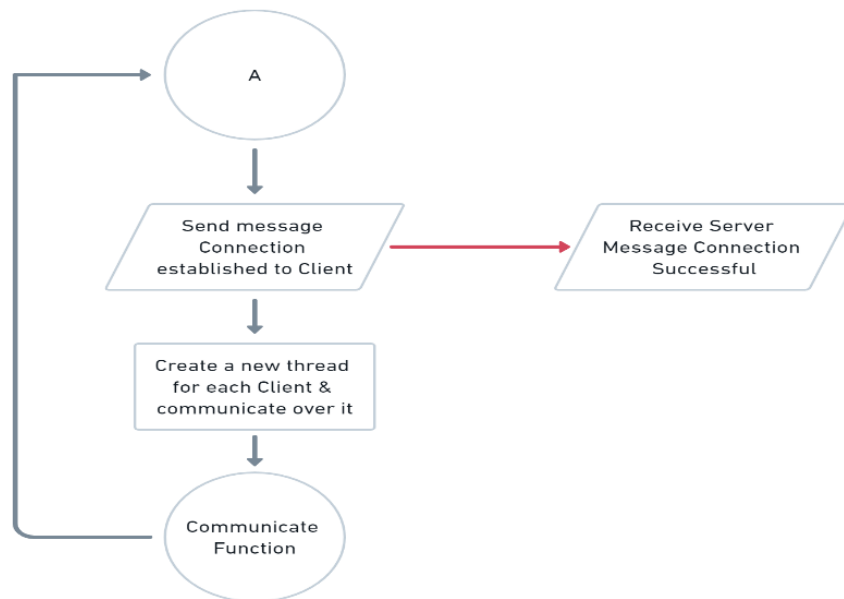 A
Send message
Connection
established to Client
Receive Server
Message Connection
Successful
Create a new thread
for each Client &
communicate over it
Communicate
Function